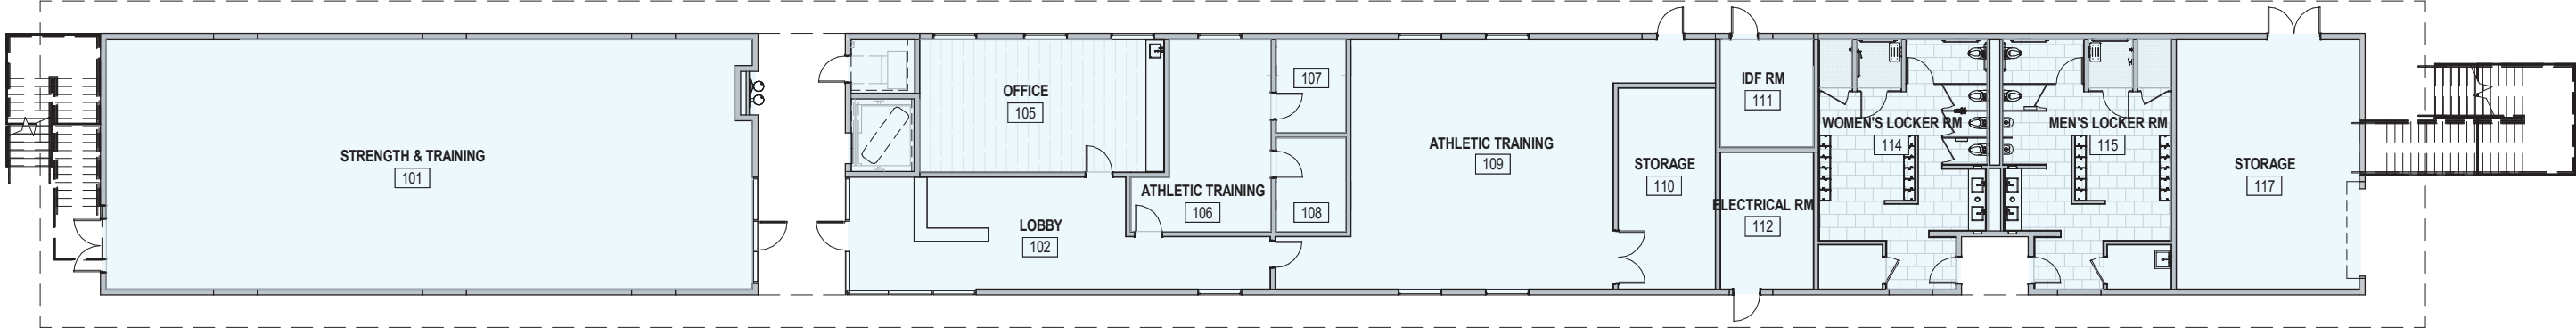 STRENGTH & TRAINING
101
OFFICE
105
LOBBY
102
ATHLETIC TRAINING
106
107
108
ATHLETIC TRAINING
109
STORAGE
110
IDF RM
111
ELECTRICAL RM
112
WOMEN'S LOCKER RM
114
MEN'S LOCKER RM
115
STORAGE
117